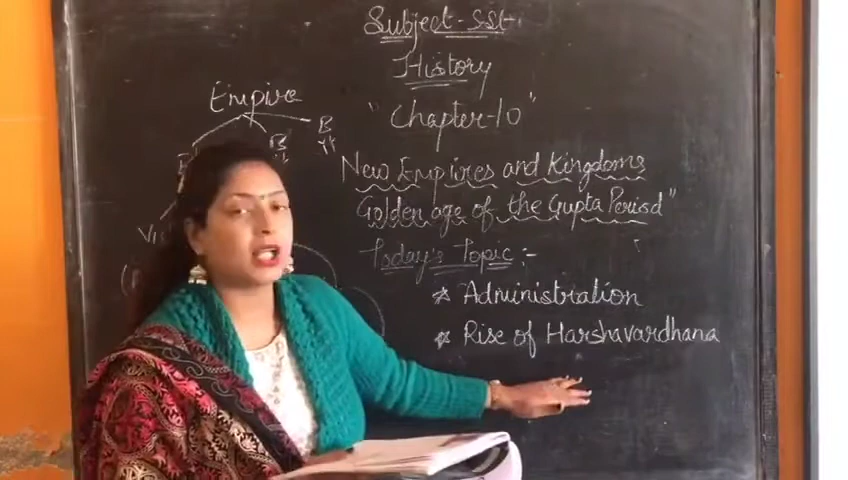 Subject - SSt
History
"Chapter-10"
New Empires and Kingdoms
Golden age of the Gupta Period"
Today's Topic :-
* Administration
* Rise of Harshavardhana
Empire
B
B